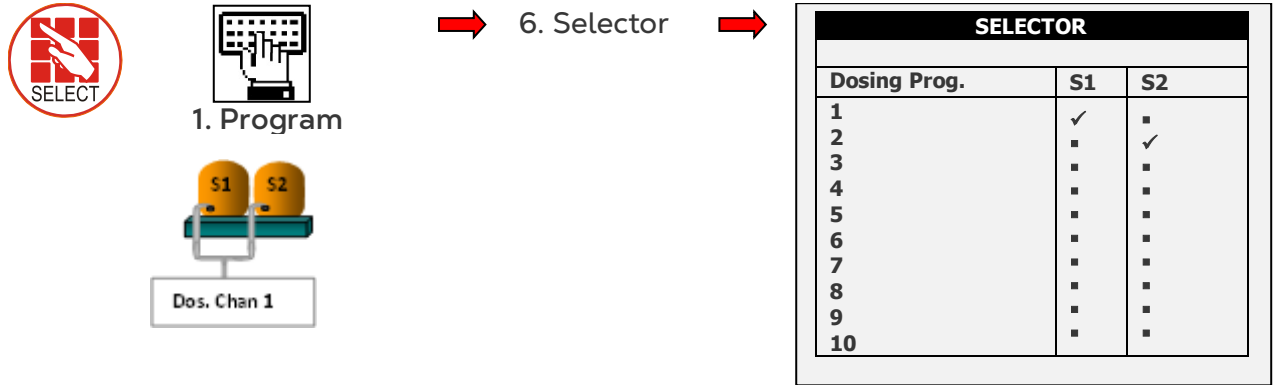 SELECT
1. Program
6. Selector
S1 S2
Dos. Chan 1
SELECTOR
Dosing Prog. S1 S2
1 ✓ ▪
2 ▪ ✓
3 ▪ ▪
4 ▪ ▪
5 ▪ ▪
6 ▪ ▪
7 ▪ ▪
8 ▪ ▪
9 ▪ ▪
10 ▪ ▪